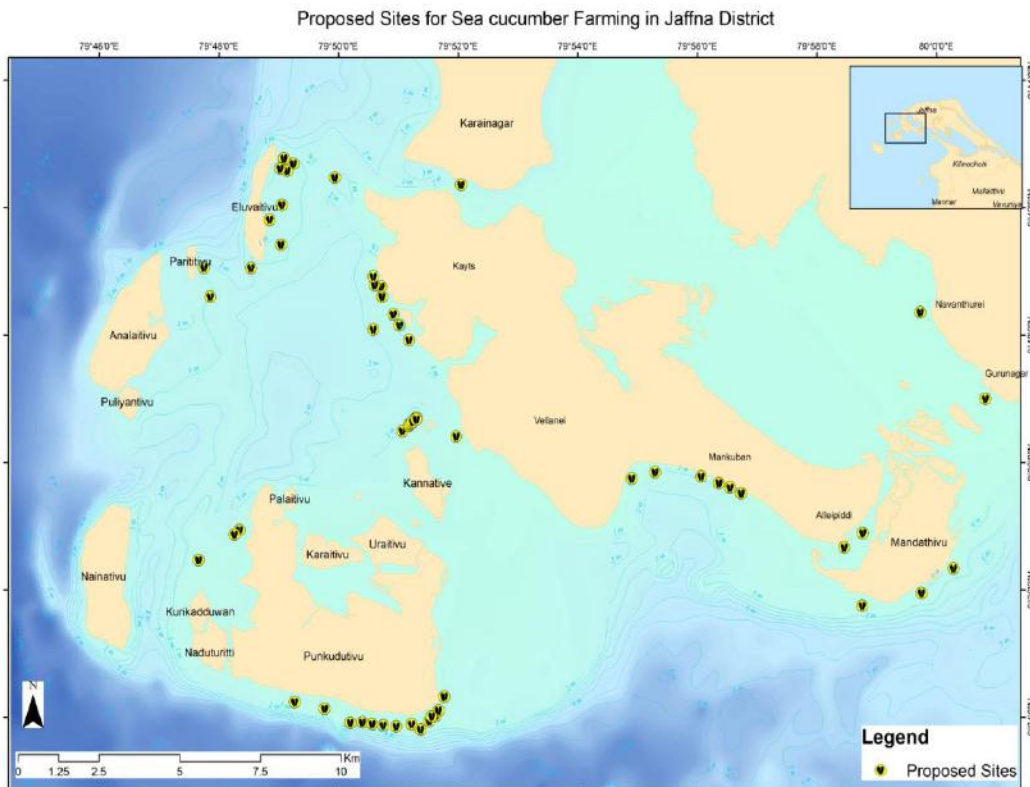 Proposed Sites for Sea cucumber Farming in Jaffna District
79°46'0"E
79°48'0"E
79°50'0"E
79°52'0"E
79°54'0"E
79°56'0"E
79°58'0"E
80°0'0"E
Karainagar
Jaffna
Kilinochchi
Mullaitivu
Mannar
Vavuniya
Eluvaitivu
Parititivu
Kayts
Navanthurei
Analaitivu
Gurunagar
Puliyantivu
Vellanei
Mankuban
Kannative
Palaitivu
Alleipiddi
Mandathivu
Uraitivu
Karaitivu
Nainativu
Kurikadduwan
Naduturitti
Punkudutivu
N
Km
0 1.25 2.5 5 7.5 10
Legend
Proposed Sites